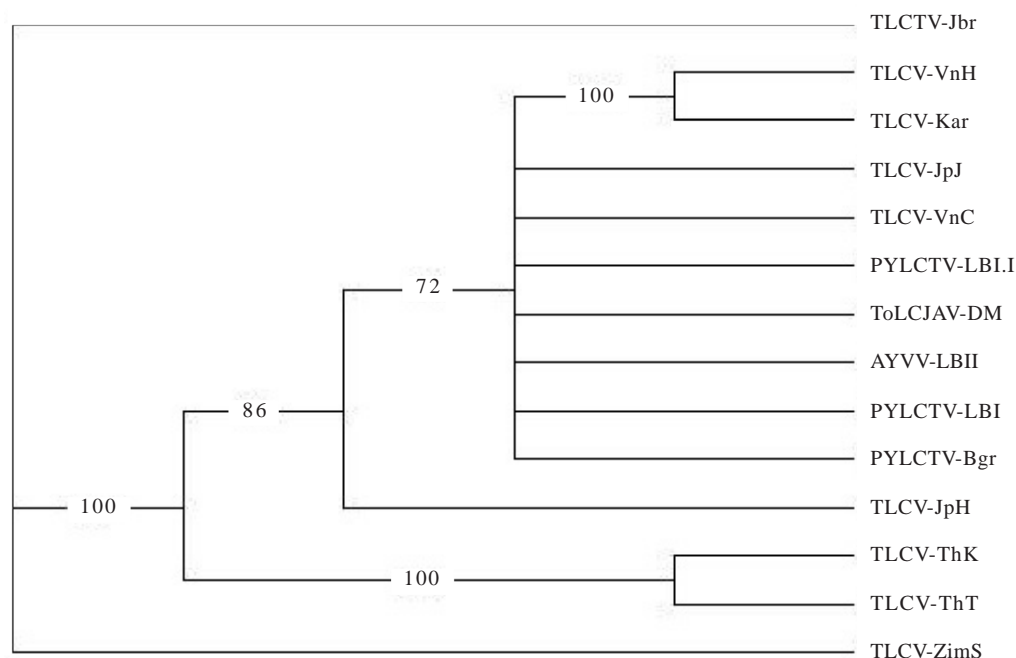 TLCTV-Jbr
TLCV-VnH
100
TLCV-Kar
TLCV-JpJ
TLCV-VnC
PYLCTV-LBI.I
72
ToLCJAV-DM
AYVV-LBII
86
PYLCTV-LBI
PYLCTV-Bgr
100
TLCV-JpH
TLCV-ThK
100
TLCV-ThT
TLCV-ZimS